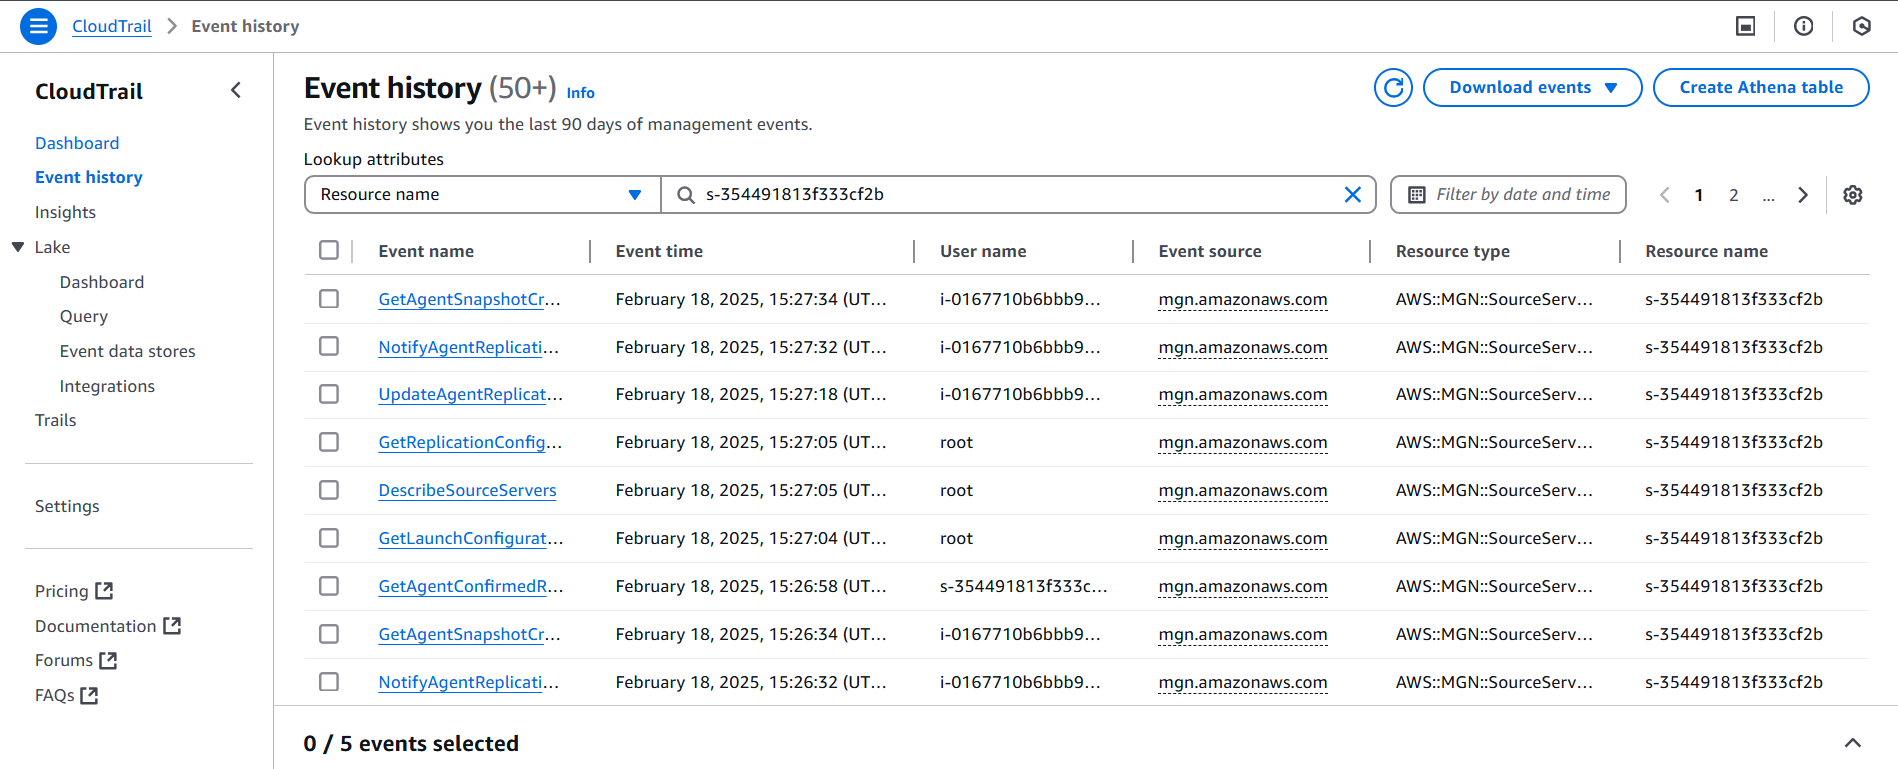 CloudTrail > Event history
CloudTrail
Dashboard
Event history
Insights
Lake
Dashboard
Query
Event data stores
Integrations
Trails
Settings
Pricing
Documentation
Forums
FAQs
Event history (50+) Info
Download events
Create Athena table
Event history shows you the last 90 days of management events.
Lookup attributes
Resource name
s-354491813f333cf2b
Filter by date and time
1 2 ...
Event name Event time User name Event source Resource type Resource name
GetAgentSnapshotCr... February 18, 2025, 15:27:34 (UT... i-0167710b6bbb9... mgn.amazonaws.com AWS::MGN::SourceServ... s-354491813f333cf2b
NotifyAgentReplicati... February 18, 2025, 15:27:32 (UT... i-0167710b6bbb9... mgn.amazonaws.com AWS::MGN::SourceServ... s-354491813f333cf2b
UpdateAgentReplicat... February 18, 2025, 15:27:18 (UT... i-0167710b6bbb9... mgn.amazonaws.com AWS::MGN::SourceServ... s-354491813f333cf2b
GetReplicationConfig... February 18, 2025, 15:27:05 (UT... root mgn.amazonaws.com AWS::MGN::SourceServ... s-354491813f333cf2b
DescribeSourceServers February 18, 2025, 15:27:05 (UT... root mgn.amazonaws.com AWS::MGN::SourceServ... s-354491813f333cf2b
GetLaunchConfigurat... February 18, 2025, 15:27:04 (UT... root mgn.amazonaws.com AWS::MGN::SourceServ... s-354491813f333cf2b
GetAgentConfirmedR... February 18, 2025, 15:26:58 (UT... s-354491813f333c... mgn.amazonaws.com AWS::MGN::SourceServ... s-354491813f333cf2b
GetAgentSnapshotCr... February 18, 2025, 15:26:34 (UT... i-0167710b6bbb9... mgn.amazonaws.com AWS::MGN::SourceServ... s-354491813f333cf2b
NotifyAgentReplicati... February 18, 2025, 15:26:32 (UT... i-0167710b6bbb9... mgn.amazonaws.com AWS::MGN::SourceServ... s-354491813f333cf2b
0 / 5 events selected